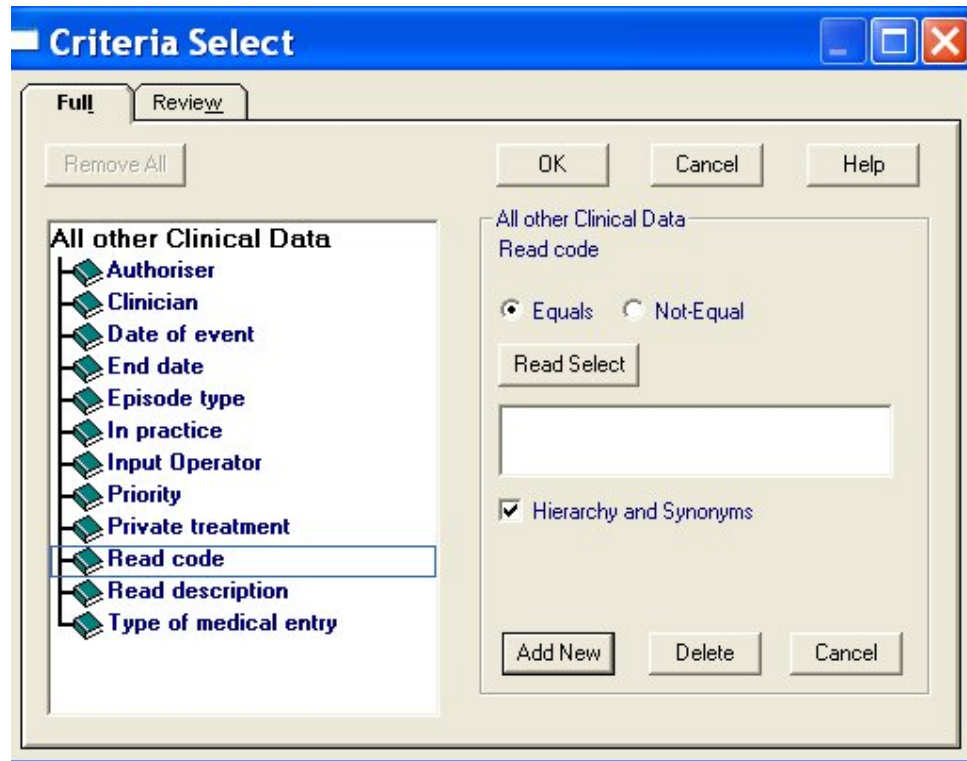 Criteria Select
Full
Review
Remove All
OK
Cancel
Help
All other Clinical Data
Authoriser
Clinician
Date of event
End date
Episode type
In practice
Input Operator
Priority
Private treatment
Read code
Read description
Type of medical entry
All other Clinical Data
Read code
Equals
Not-Equal
Read Select
Hierarchy and Synonyms
Add New
Delete
Cancel